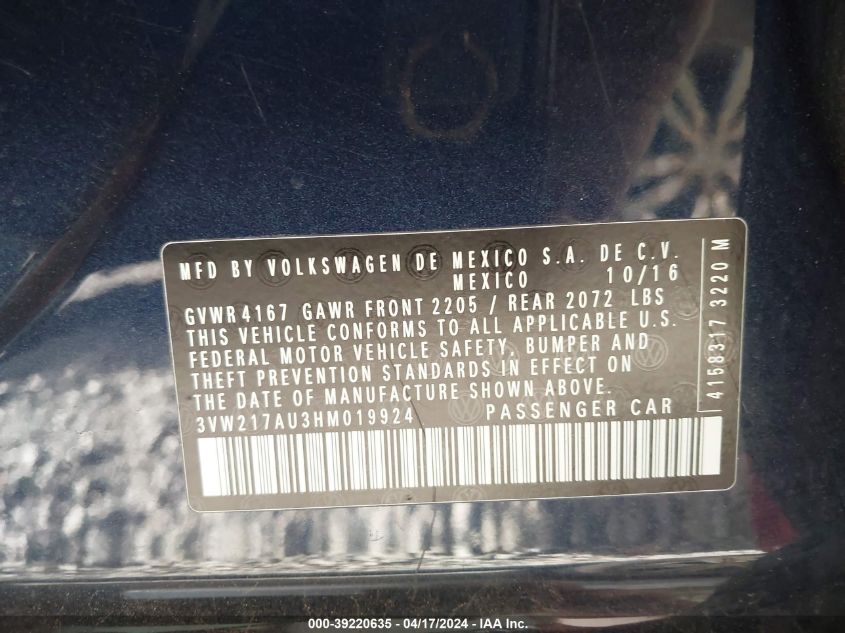 MFD BY VOLKSWAGEN DE MEXICO S.A. DE C.V.
MEXICO 10/16
GVWR 4167 GAWR FRONT 2205 / REAR 2072 LBS
THIS VEHICLE CONFORMS TO ALL APPLICABLE U.S.
FEDERAL MOTOR VEHICLE SAFETY, BUMPER AND
THEFT PREVENTION STANDARDS IN EFFECT ON
THE DATE OF MANUFACTURE SHOWN ABOVE.
3VW217AU3HM019924 PASSENGER CAR
4158317 3220 M
000-39220635 - 04/17/2024 - IAA Inc.